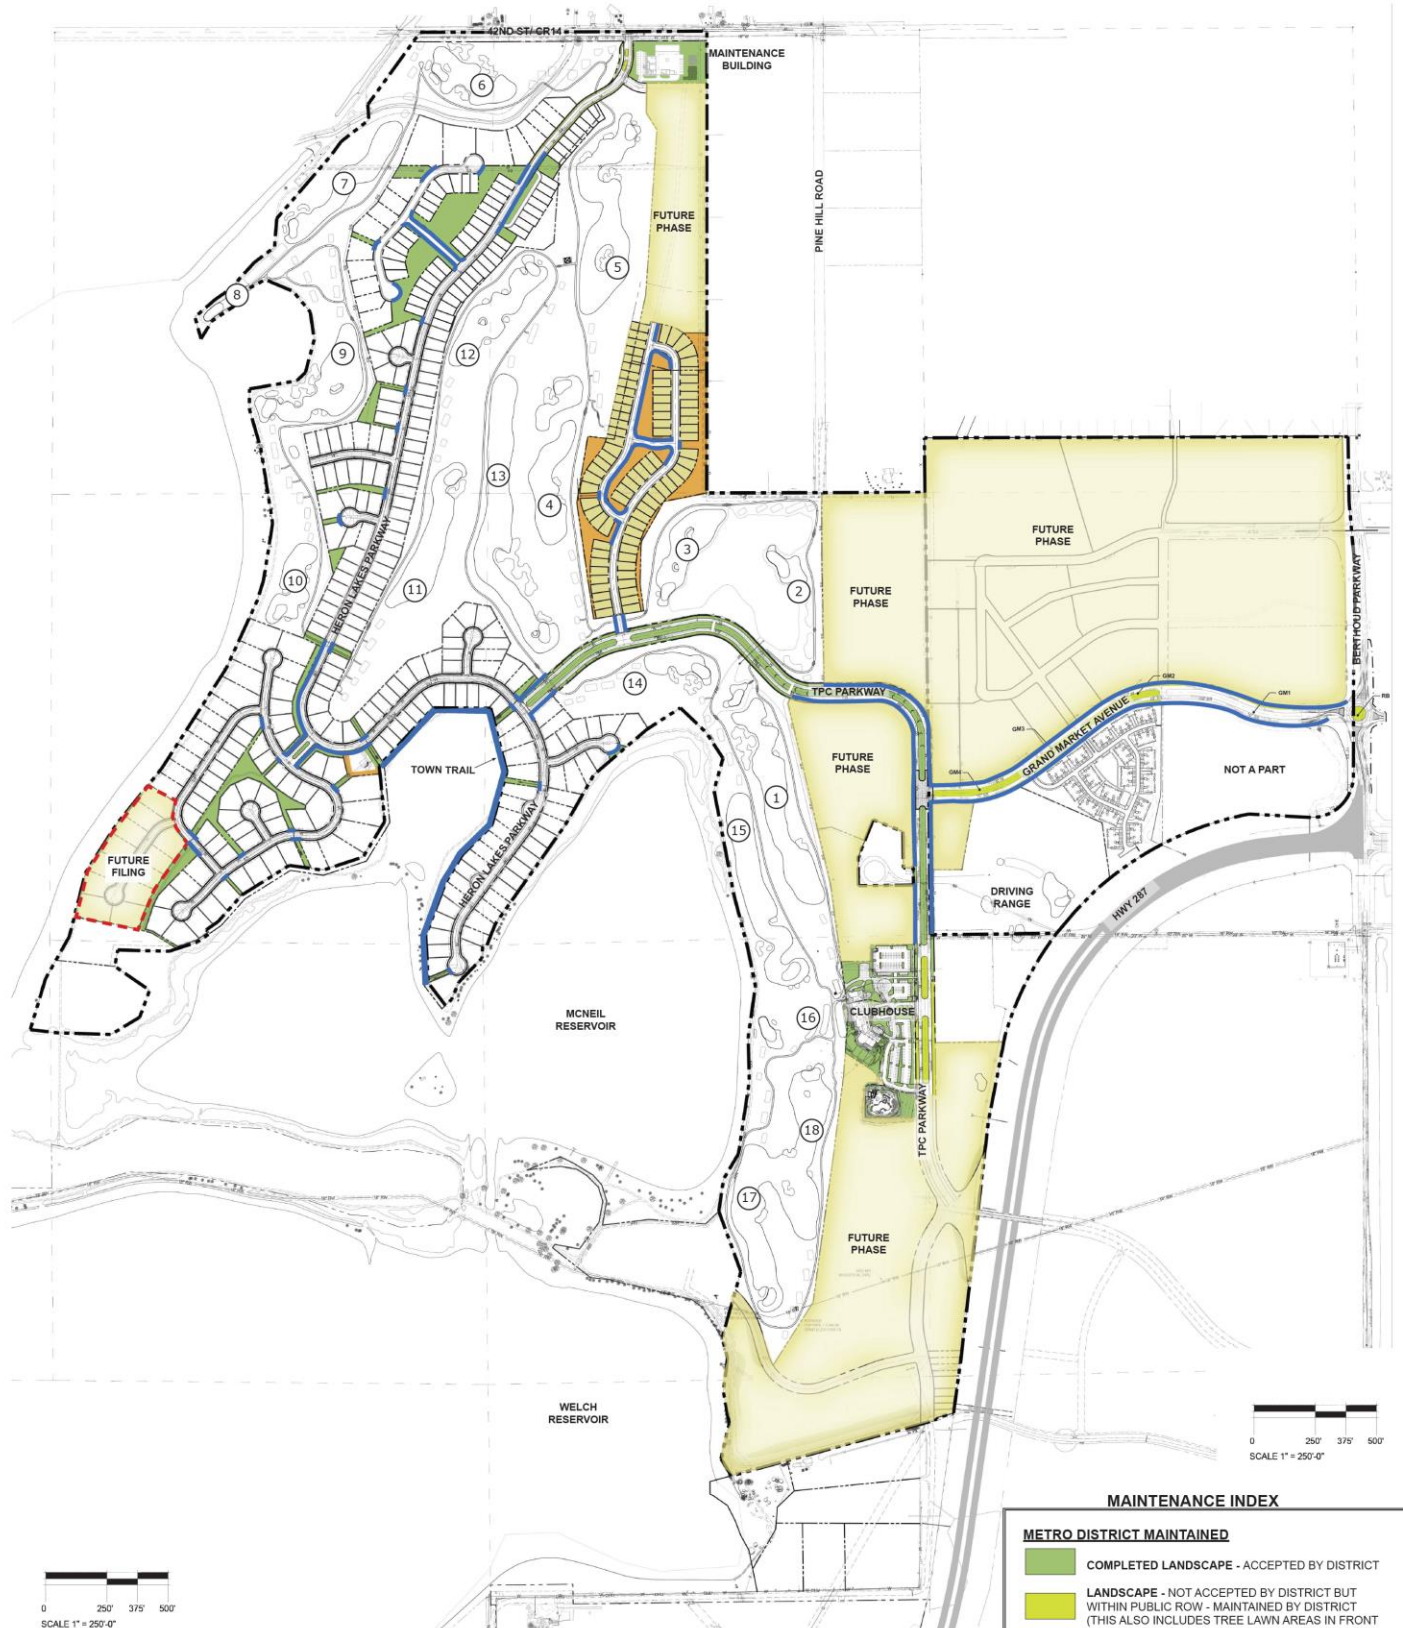 42ND ST/ CR14
MAINTENANCE
BUILDING
6
7
PINE HILL ROAD
FUTURE
PHASE
5
8
9
12
13
4
3
2
FUTURE
PHASE
FUTURE
PHASE
10
11
HERON LAKES PARKWAY
BERTHOUD PARKWAY
14
TPC PARKWAY
GM2
GM1
RB
GM3
GRAND MARKET AVENUE
FUTURE
PHASE
TOWN TRAIL
GM4
NOT A PART
1
15
HERON LAKES PARKWAY
FUTURE
FILING
DRIVING
RANGE
HWY 287
MCNEIL
RESERVOIR
16
CLUBHOUSE
18
TPC PARKWAY
17
FUTURE
PHASE
WELCH
RESERVOIR
0 250' 375' 500'
SCALE 1" = 250'-0"
MAINTENANCE INDEX
METRO DISTRICT MAINTAINED
COMPLETED LANDSCAPE - ACCEPTED BY DISTRICT
LANDSCAPE - NOT ACCEPTED BY DISTRICT BUT
WITHIN PUBLIC ROW - MAINTAINED BY DISTRICT
(THIS ALSO INCLUDES TREE LAWN AREAS IN FRONT
0 250' 375' 500'
SCALE 1" = 250'-0"